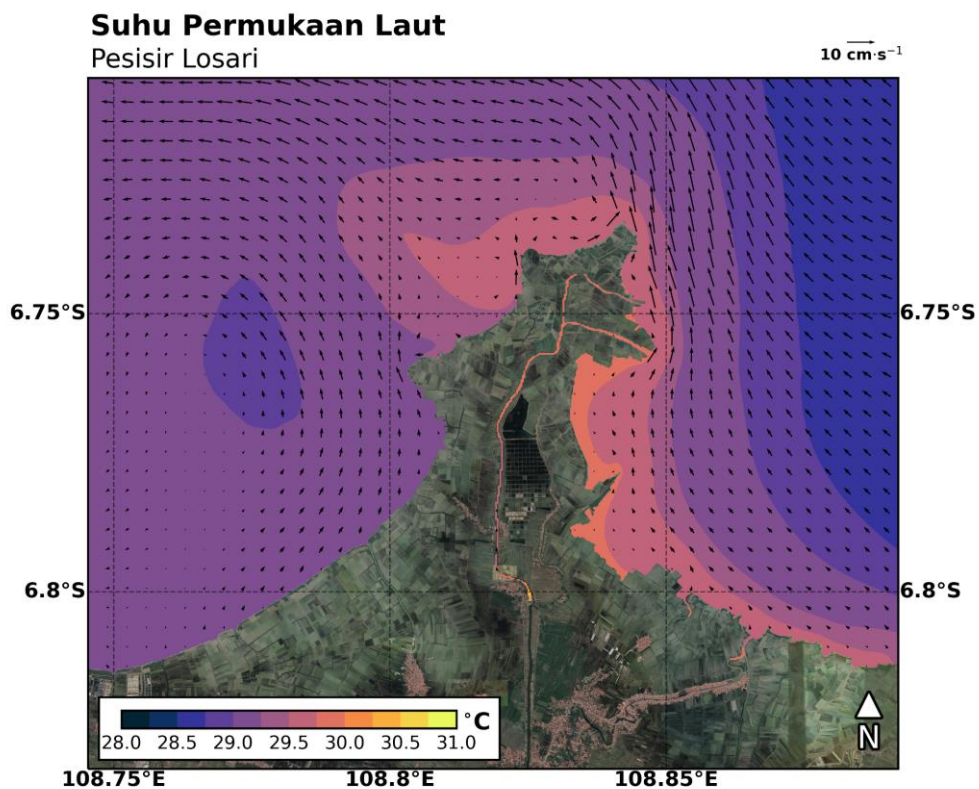 Suhu Permukaan Laut
Pesisir Losari
10 cm·s⁻¹
6.75°S
6.75°S
6.8°S
6.8°S
°C
28.0 28.5 29.0 29.5 30.0 30.5 31.0
N
108.75°E 108.8°E 108.85°E